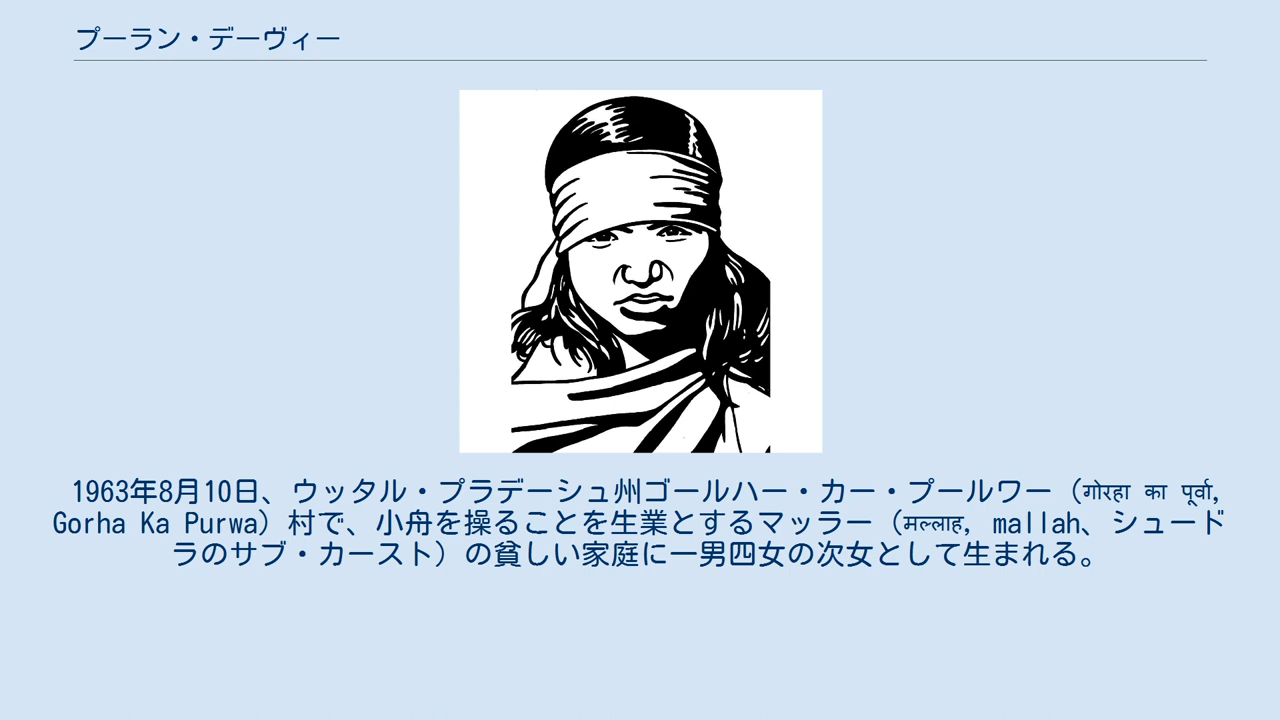 プーラン・デーヴィー
1963年8月10日、ウッタル・プラデーシュ州ゴールハー・カー・プールワー（गोरहा का पूर्वा,
Gorha Ka Purwa）村で、小舟を操ることを生業とするマッラー（मल्लाह, mallah、シュード
ラのサブ・カースト）の貧しい家庭に一男四女の次女として生まれる。